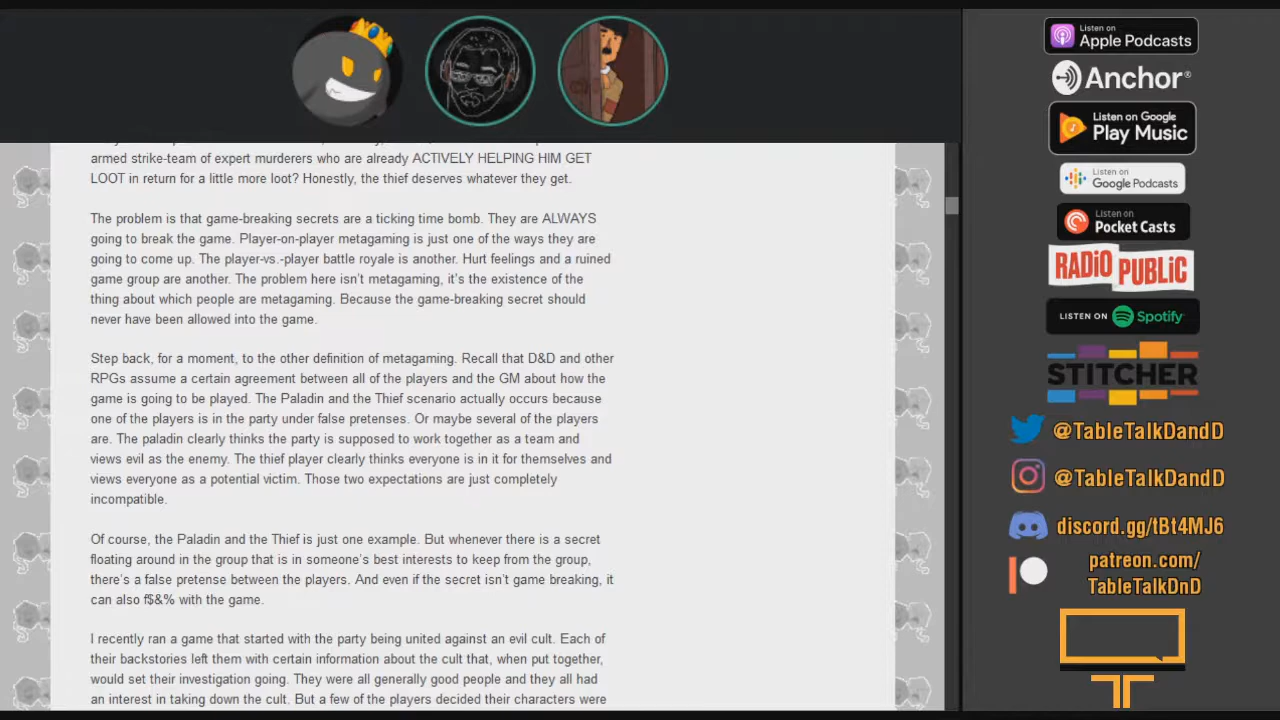 armed strike-team of expert murderers who are already ACTIVELY HELPING HIM GET
LOOT in return for a little more loot? Honestly, the thief deserves whatever they get.
The problem is that game-breaking secrets are a ticking time bomb. They are ALWAYS
going to break the game. Player-on-player metagaming is just one of the ways they are
going to come up. The player-vs.-player battle royale is another. Hurt feelings and a ruined
game group are another. The problem here isn't metagaming, it's the existence of the
thing about which people are metagaming. Because the game-breaking secret should
never have been allowed into the game.
Step back, for a moment, to the other definition of metagaming. Recall that D&D and other
RPGs assume a certain agreement between all of the players and the GM about how the
game is going to be played. The Paladin and the Thief scenario actually occurs because
one of the players is in the party under false pretenses. Or maybe several of the players
are. The paladin clearly thinks the party is supposed to work together as a team and
views evil as the enemy. The thief player clearly thinks everyone is in it for themselves and
views everyone as a potential victim. Those two expectations are just completely
incompatible.
Of course, the Paladin and the Thief is just one example. But whenever there is a secret
floating around in the group that is in someone's best interests to keep from the group,
there's a false pretense between the players. And even if the secret isn't game breaking, it
can also f$&% with the game.
I recently ran a game that started with the party being united against an evil cult. Each of
their backstories left them with certain information about the cult that, when put together,
would set their investigation going. They were all generally good people and they all had
an interest in taking down the cult. But a few of the players decided their characters were
Listen on
Apple Podcasts
Anchor®
Listen on Google
Play Music
Listen on
Google Podcasts
Listen on
Pocket Casts
RADIO PUBLIC
LISTEN ON Spotify
STITCHER
@TableTalkDandD
@TableTalkDandD
discord.gg/tBt4MJ6
patreon.com/
TableTalkDnD